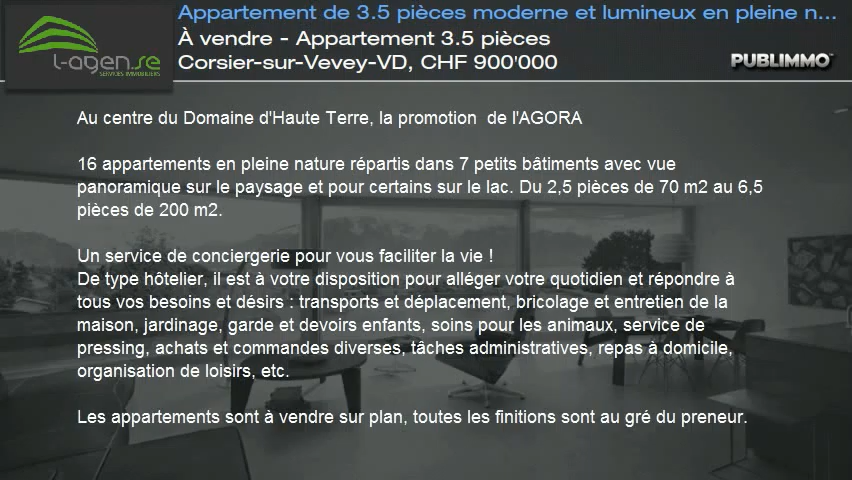 Appartement de 3.5 pièces moderne et lumineux en pleine n...
À vendre - Appartement 3.5 pièces
Corsier-sur-Vevey-VD, CHF 900'000
l-agen.se
SERVICES IMMOBILIERS
PUBLIMMO
Au centre du Domaine d'Haute Terre, la promotion de l'AGORA
16 appartements en pleine nature répartis dans 7 petits bâtiments avec vue
panoramique sur le paysage et pour certains sur le lac. Du 2,5 pièces de 70 m2 au 6,5
pièces de 200 m2.
Un service de conciergerie pour vous faciliter la vie !
De type hôtelier, il est à votre disposition pour alléger votre quotidien et répondre à
tous vos besoins et désirs : transports et déplacement, bricolage et entretien de la
maison, jardinage, garde et devoirs enfants, soins pour les animaux, service de
pressing, achats et commandes diverses, tâches administratives, repas à domicile,
organisation de loisirs, etc.
Les appartements sont à vendre sur plan, toutes les finitions sont au gré du preneur.